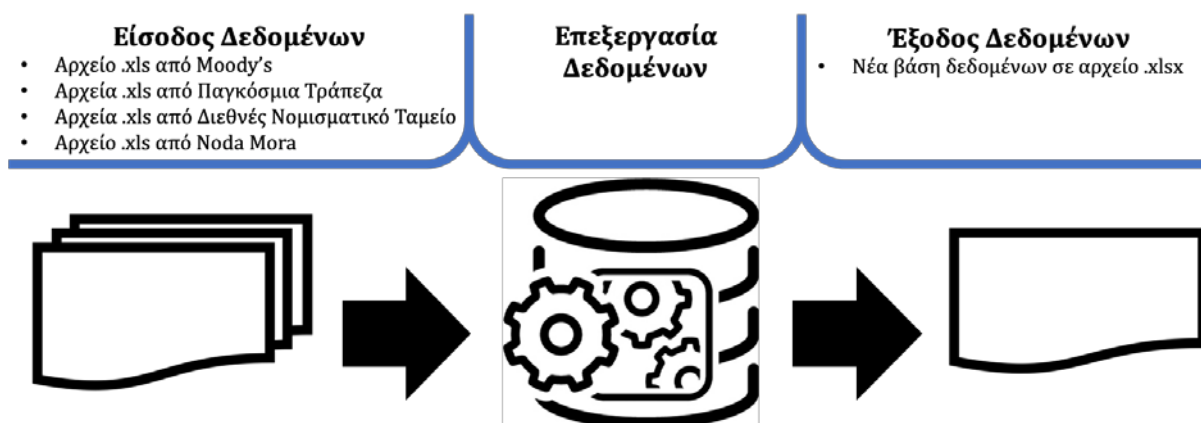 Είσοδος Δεδομένων
• Αρχείο .xls από Moody’s
• Αρχεία .xls από Παγκόσμια Τράπεζα
• Αρχεία .xls από Διεθνές Νομισματικό Ταμείο
• Αρχείο .xls από Noda Mora
Επεξεργασία
Δεδομένων
Έξοδος Δεδομένων
• Νέα βάση δεδομένων σε αρχείο .xlsx